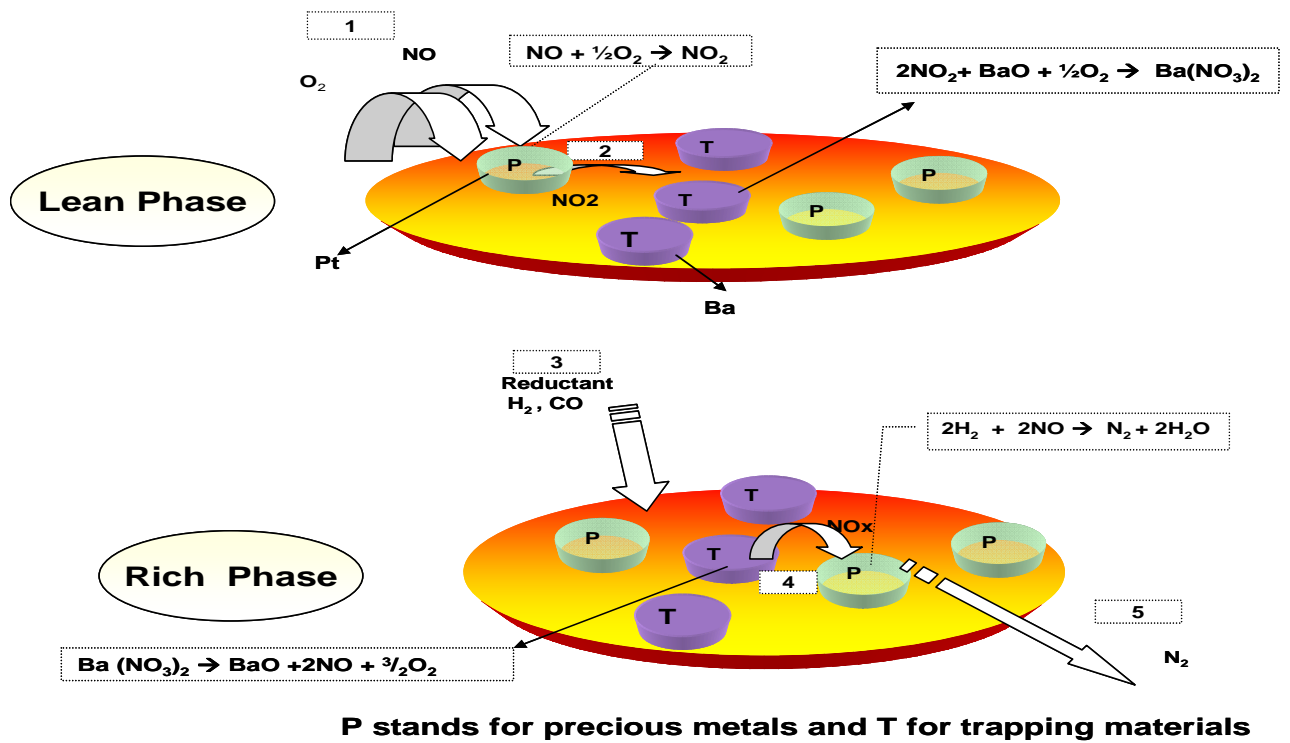 1
NO
O₂
NO + ½O₂ → NO₂
2NO₂+ BaO + ½O₂ → Ba(NO₃)₂
Lean Phase
P
2
T
NO2
T
P
P
T
Pt
Ba
3
Reductant
H₂ , CO
2H₂ + 2NO → N₂ + 2H₂O
T
NOx
P
T
P
P
4
Rich Phase
T
5
N₂
Ba (NO₃)₂ → BaO +2NO + ³/₂O₂
P stands for precious metals and T for trapping materials